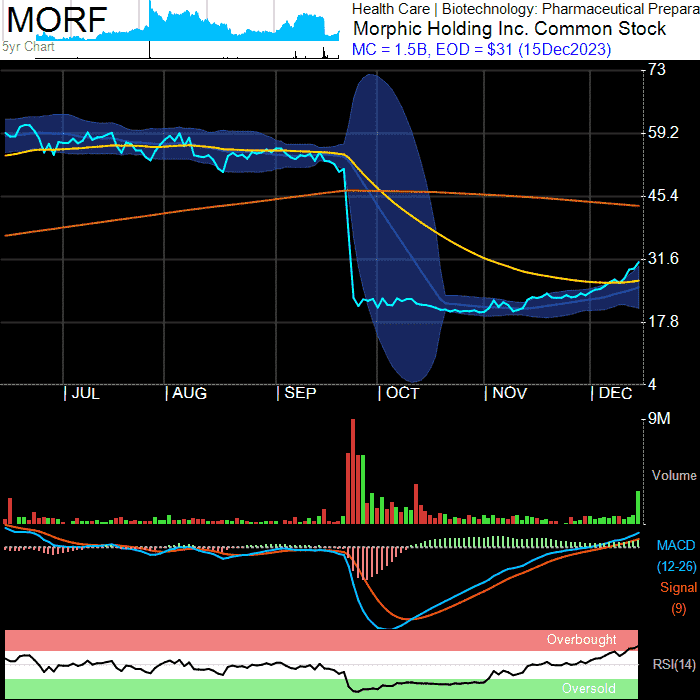 MORF
Health Care | Biotechnology: Pharmaceutical Prepara
Morphic Holding Inc. Common Stock
5yr Chart
MC = 1.5B, EOD = $31 (15Dec2023)
73
59.2
45.4
31.6
17.8
4
| JUL | AUG | SEP | OCT | NOV | DEC
9M
Volume
MACD
(12-26)
Signal
(9)
Overbought
RSI(14)
Oversold